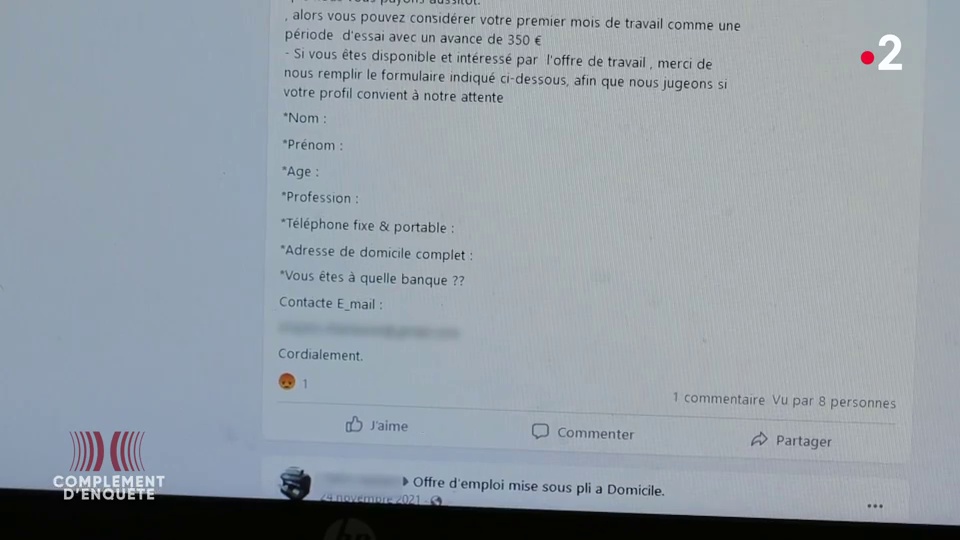 , alors vous pouvez considérer votre premier mois de travail comme une
période d'essai avec un avance de 350 €
- Si vous êtes disponible et intéressé par l'offre de travail , merci de
nous remplir le formulaire indiqué ci-dessous, afin que nous jugeons si
votre profil convient à notre attente
*Nom :
*Prénom :
*Age :
*Profession :
*Téléphone fixe & portable :
*Adresse de domicile complet :
*Vous êtes à quelle banque ??
Contacte E_mail :
Cordialement.
1
1 commentaire Vu par 8 personnes
J'aime
Commenter
Partager
Offre d'emploi mise sous pli a Domicile.
24 novembre 2021
2
COMPLÉMENT
D'ENQUÊTE